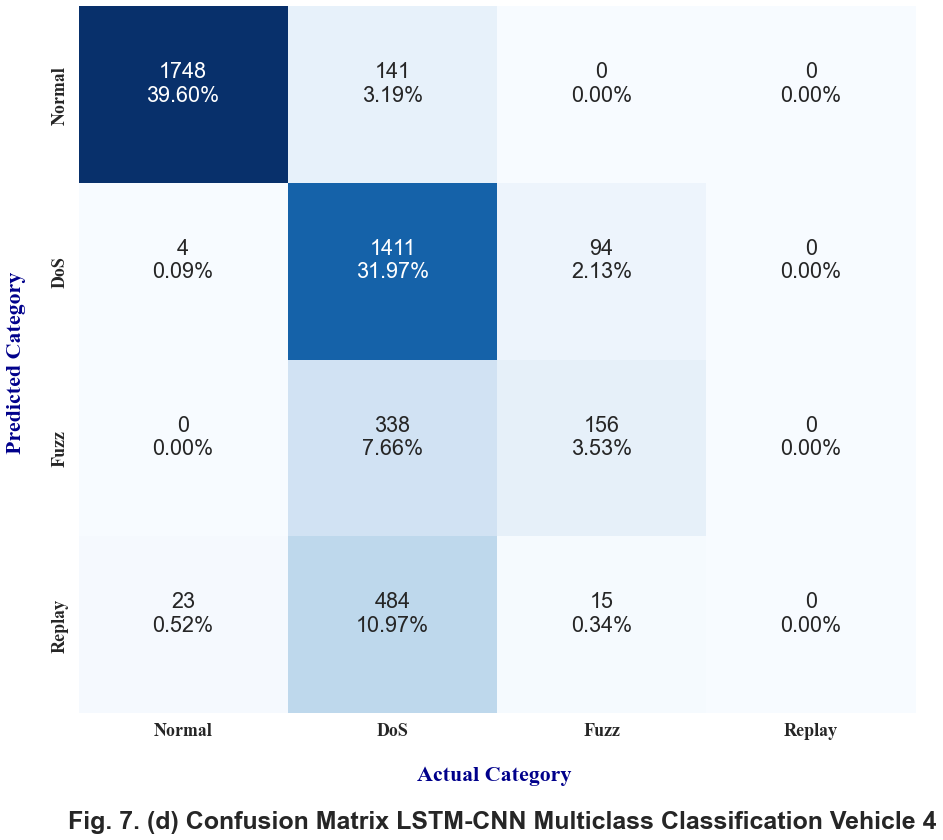 1748 141 0 0
39.60% 3.19% 0.00% 0.00%
Normal
4 1411 94 0
0.09% 31.97% 2.13% 0.00%
DoS
Predicted Category
0 338 156 0
0.00% 7.66% 3.53% 0.00%
Fuzz
23 484 15 0
0.52% 10.97% 0.34% 0.00%
Replay
Normal DoS Fuzz Replay
Actual Category
Fig. 7. (d) Confusion Matrix LSTM-CNN Multiclass Classification Vehicle 4